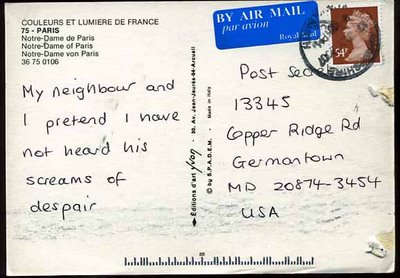 COULEURS ET LUMIERE DE FRANCE
75 - PARIS
Notre-Dame de Paris
Notre-Dame of Paris
Notre-Dame von Paris
36 75 0106
My neighbour and
I pretend I have
not heard his
screams of
despair
Editions d'art Yvon
30, Av. Jean-Jaurès-94-Arcueil
© by S.P.A.D.E.M. - Made in Italy
BY AIR MAIL
par avion
Royal Mail
54P
Post Sec
13345
Copper Ridge Rd
Germantown
MD 20874-3454
USA